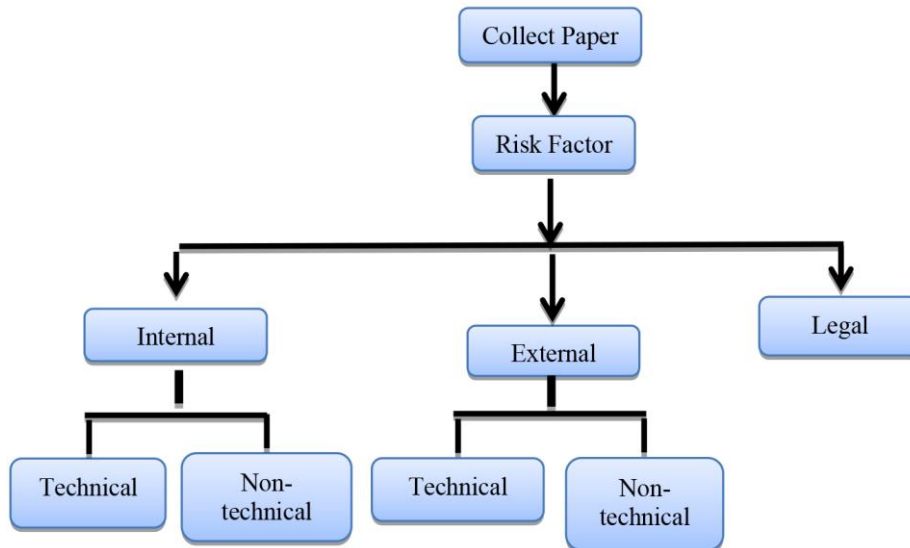 Collect Paper
Risk Factor
Internal
External
Legal
Technical
Non-
technical
Technical
Non-
technical